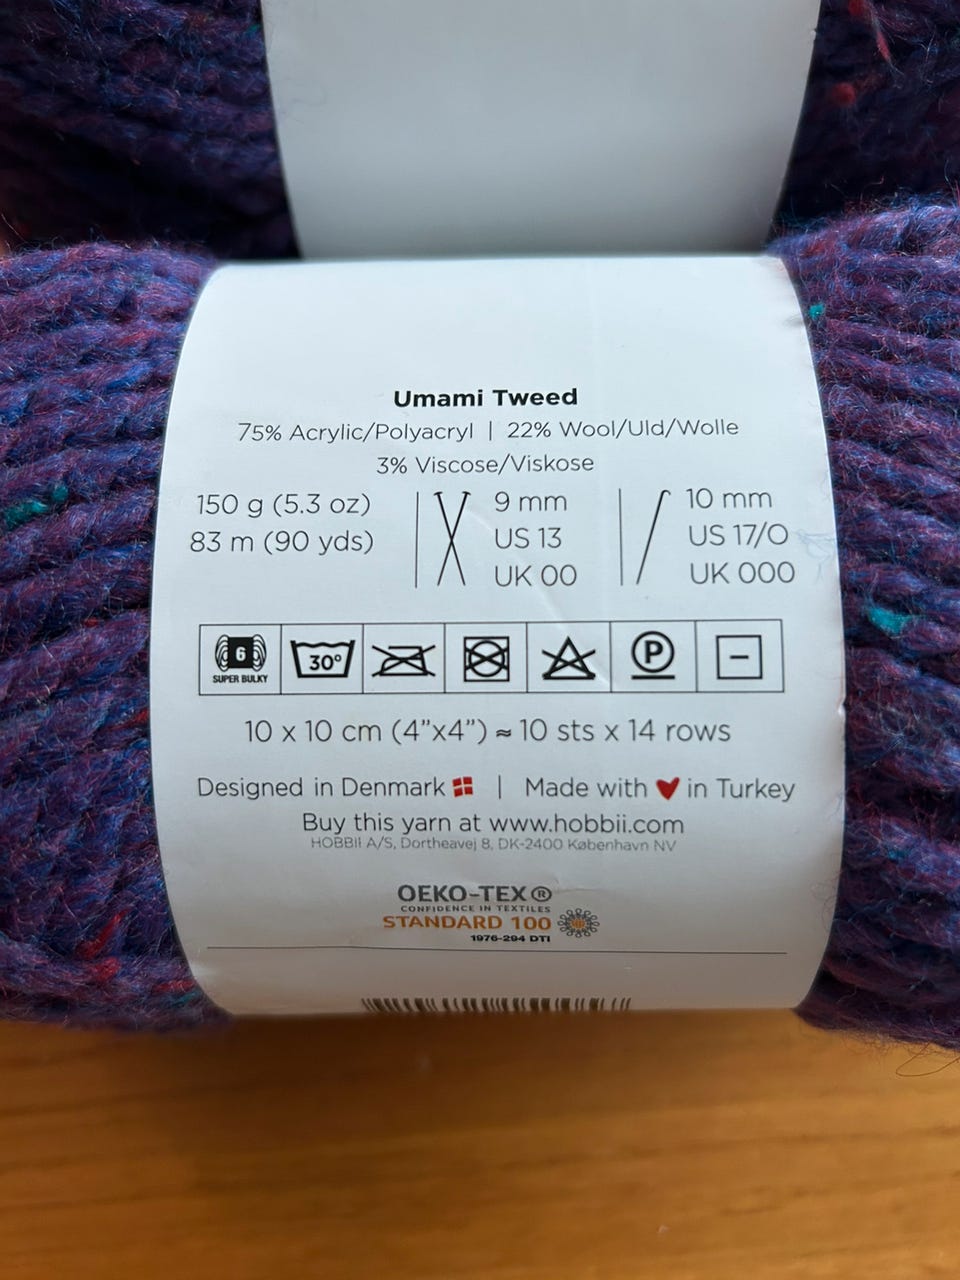 Umami Tweed
75% Acrylic/Polyacryl | 22% Wool/Uld/Wolle
3% Viscose/Viskose
150 g (5.3 oz)
83 m (90 yds)
9 mm
US 13
UK 00
10 mm
US 17/O
UK 000
6
SUPER BULKY
30°
P
10 x 10 cm (4”x4”) ≈ 10 sts x 14 rows
Designed in Denmark | Made with ❤ in Turkey
Buy this yarn at www.hobbii.com
HOBBII A/S, Dortheavej 8, DK-2400 København NV
OEKO-TEX®
CONFIDENCE IN TEXTILES
STANDARD 100
1976-294 DTI